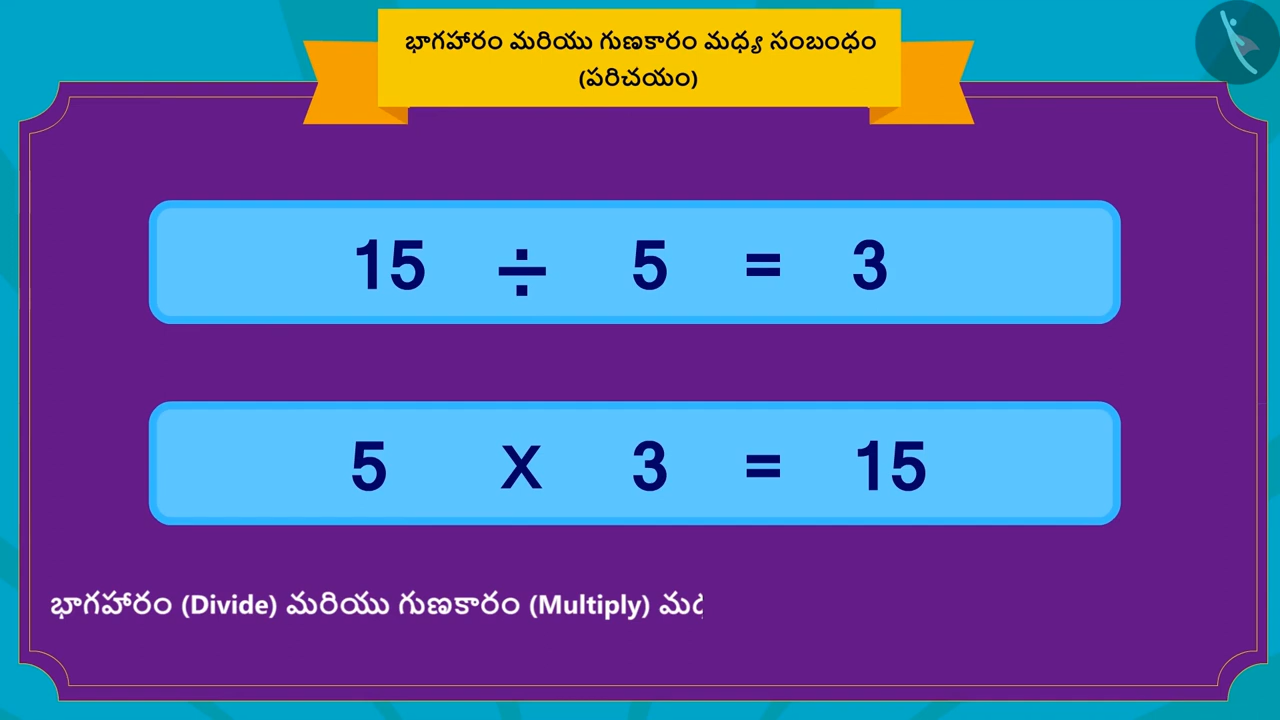 భాగహారం మరియు గుణకారం మధ్య సంబంధం
(పరిచయం)
15 ÷ 5 = 3
5 x 3 = 15
భాగహారం (Divide) మరియు గుణకారం (Multiply)